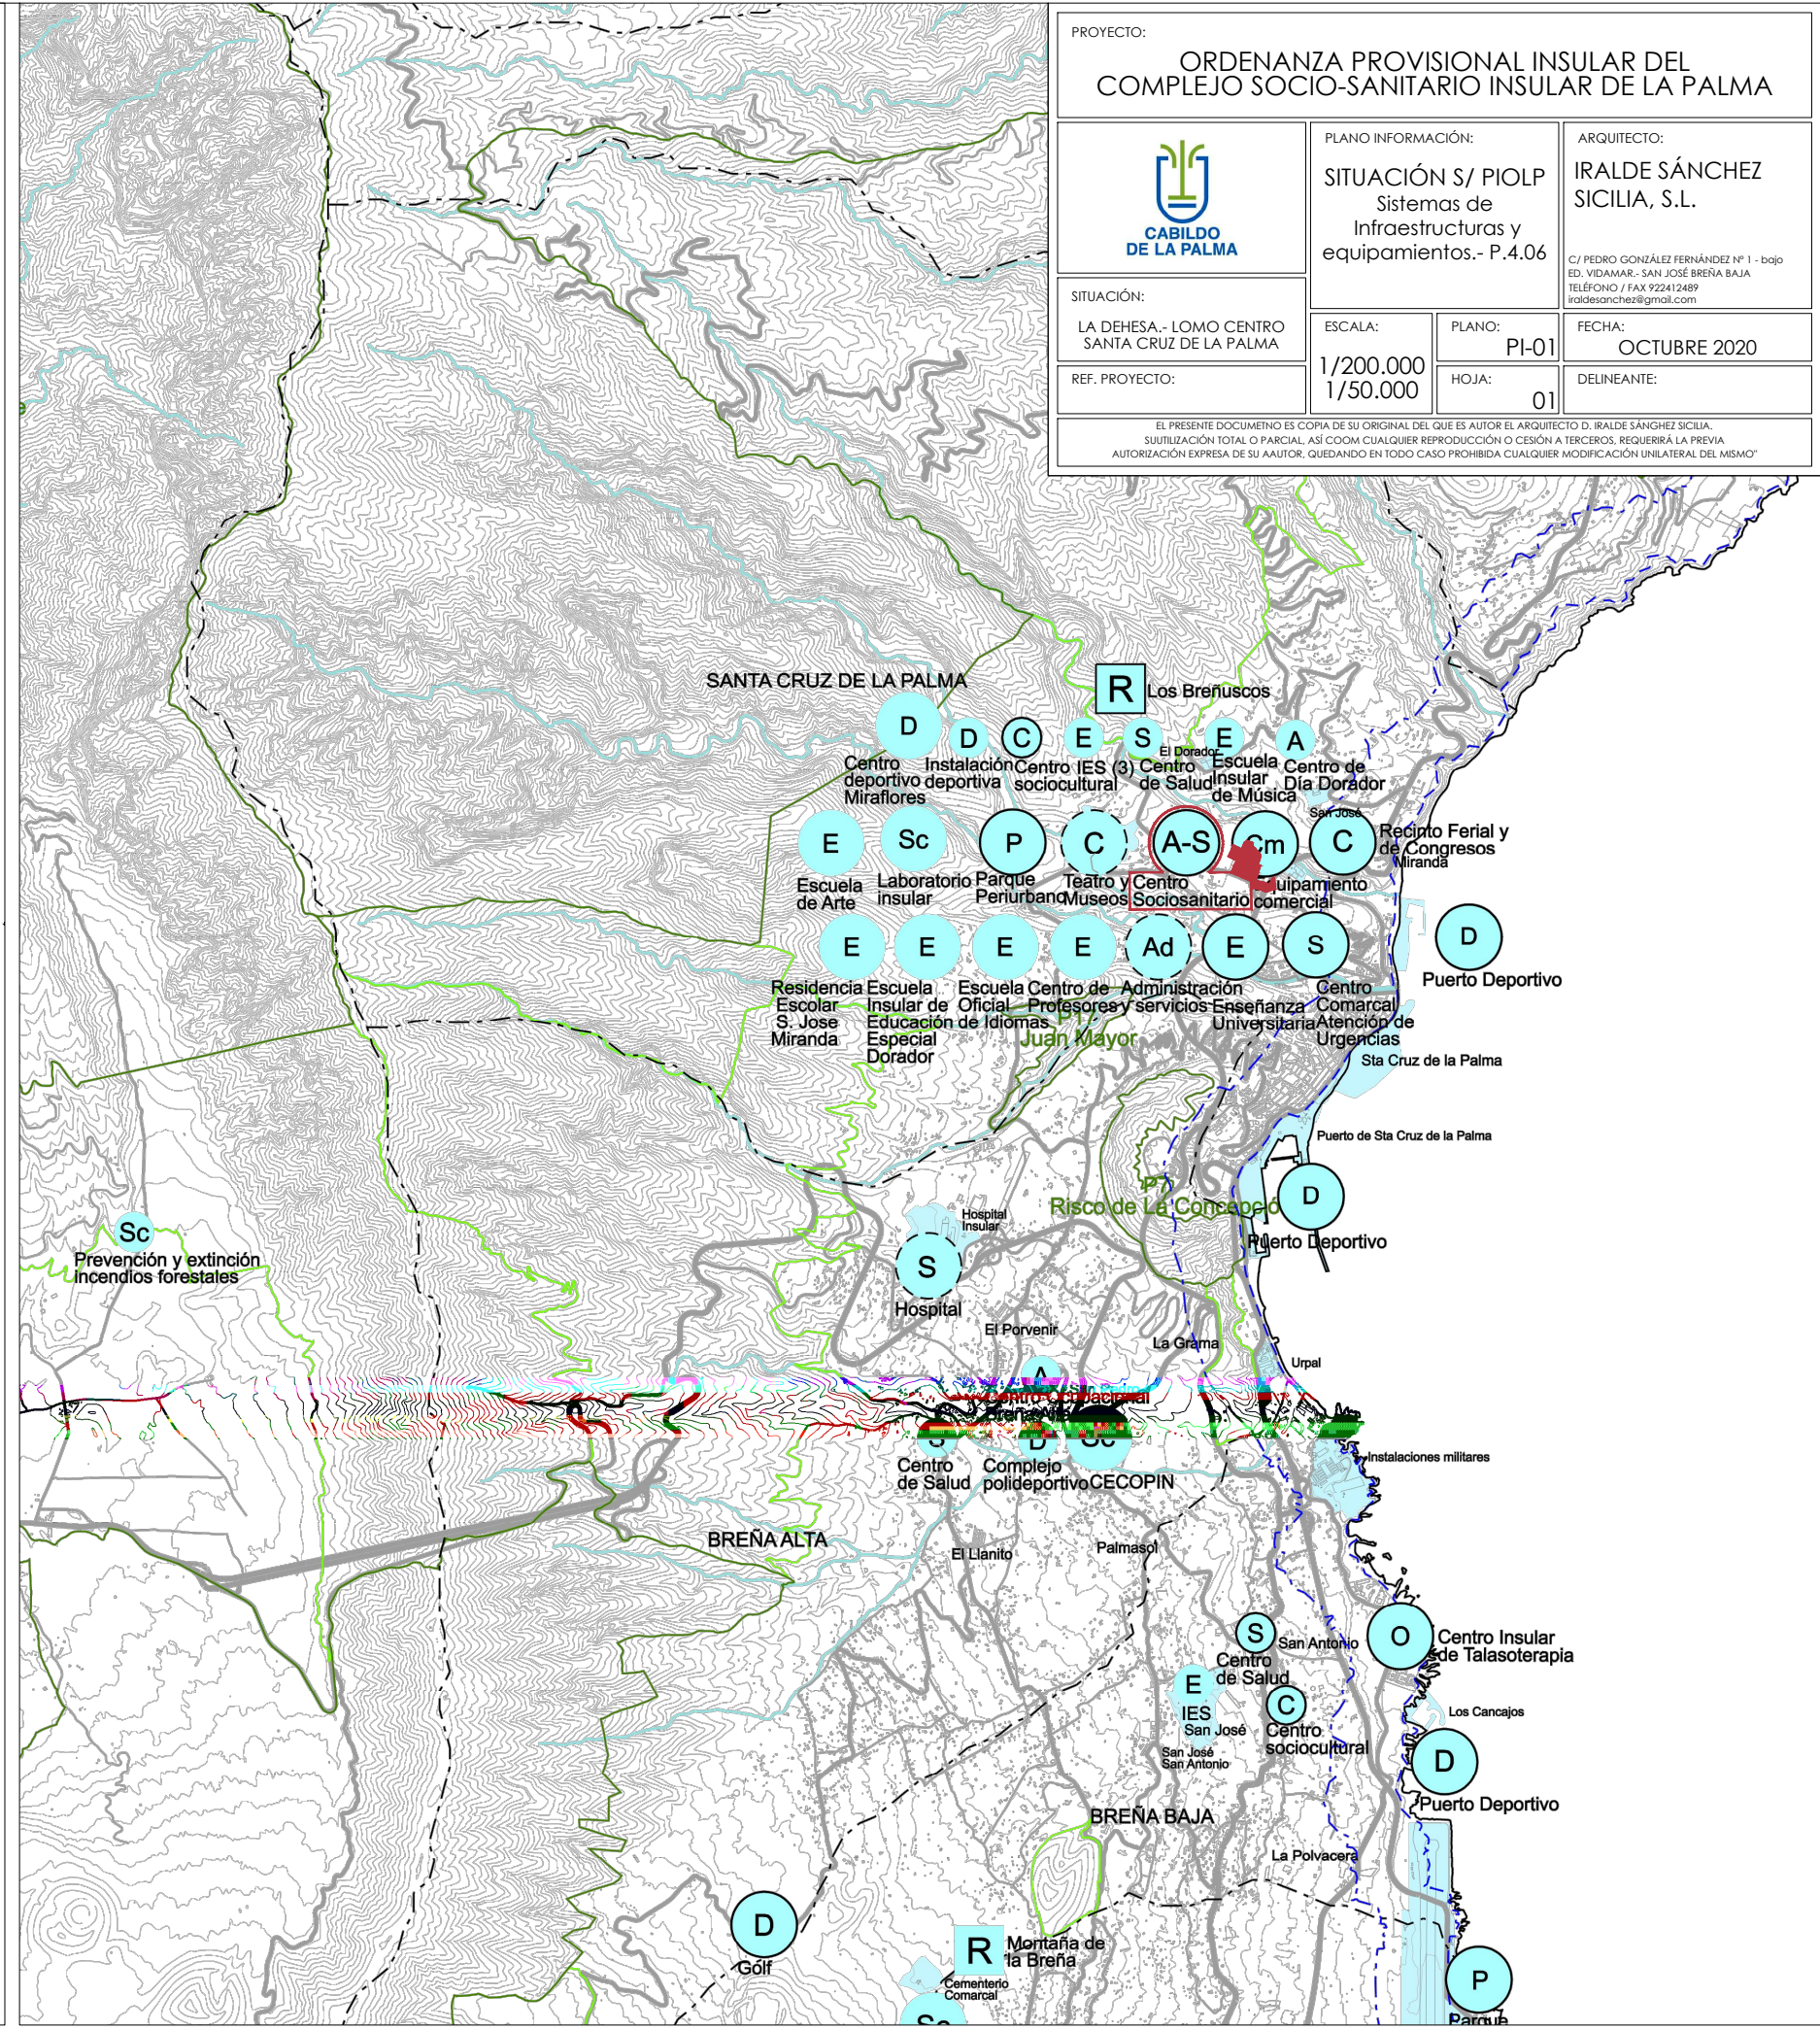 PROYECTO:
ORDENANZA PROVISIONAL INSULAR DEL
COMPLEJO SOCIO-SANITARIO INSULAR DE LA PALMA
CABILDO
DE LA PALMA
PLANO INFORMACIÓN:
SITUACIÓN S/ PIOLP
Sistemas de
Infraestructuras y
equipamientos.- P.4.06
ARQUITECTO:
IRALDE SÁNCHEZ
SICILIA, S.L.
C/ PEDRO GONZÁLEZ FERNÁNDEZ Nº 1 - bajo
ED. VIDAMAR.- SAN JOSÉ BREÑA BAJA
TELÉFONO / FAX 922412489
iraldesanchez@gmail.com
SITUACIÓN:
LA DEHESA.- LOMO CENTRO
SANTA CRUZ DE LA PALMA
ESCALA:
1/200.000
1/50.000
PLANO:
PI-01
FECHA:
OCTUBRE 2020
REF. PROYECTO:
HOJA:
01
DELINEANTE:
EL PRESENTE DOCUMETNO ES COPIA DE SU ORIGINAL DEL QUE ES AUTOR EL ARQUITECTO D. IRALDE SÁNGHEZ SICILIA.
SUUTILIZACIÓN TOTAL O PARCIAL, ASÍ COOM CUALQUIER REPRODUCCIÓN O CESIÓN A TERCEROS, REQUERIRÁ LA PREVIA
AUTORIZACIÓN EXPRESA DE SU AAUTOR, QUEDANDO EN TODO CASO PROHIBIDA CUALQUIER MODIFICACIÓN UNILATERAL DEL MISMO"
SANTA CRUZ DE LA PALMA
R
Los Breñuscos
D
Centro
deportivo
Miraflores
D
Instalación
deportiva
C
Centro
sociocultural
E
IES (3)
S
Centro
de Salud
El Dorador
E
Escuela
Insular
de Música
A
Centro de
Día Dorador
San José
E
Escuela
de Arte
Sc
Laboratorio
insular
P
Parque
Periurbano
C
Teatro y
Museos
A-S
Centro
Sociosanitario
Cm
quipamiento
comercial
C
Recinto Ferial y
de Congresos
Miranda
E
Residencia
Escolar
S. Jose
Miranda
E
Escuela
Insular de
Educación
Especial
Dorador
E
Escuela
Oficial
de Idiomas
E
Centro de
Profesores
Ad
Administración
y servicios
E
Enseñanza
Universitaria
S
Centro
Comarcal
Atención de
Urgencias
D
Puerto Deportivo
Juan Mayor
Sta Cruz de la Palma
Puerto de Sta Cruz de la Palma
D
Puerto Deportivo
Risco de La Concepció
Sc
Prevención y extinción
incendios forestales
Hospital
Insular
S
Hospital
El Porvenir
La Grama
Urpal
A
S
Centro
de Salud
D
Complejo
polideportivo
Sc
CECOPIN
Instalaciones militares
BREÑA ALTA
El Llanito
Palmasol
S
Centro
de Salud
San Antonio
O
Centro Insular
de Talasoterapia
E
IES
San José
C
Centro
sociocultural
San José
San Antonio
Los Cancajos
D
Puerto Deportivo
BREÑA BAJA
La Polvacera
D
Gólf
R
Montaña de
la Breña
Cementerio
Comarcal
Sc
P
Parque